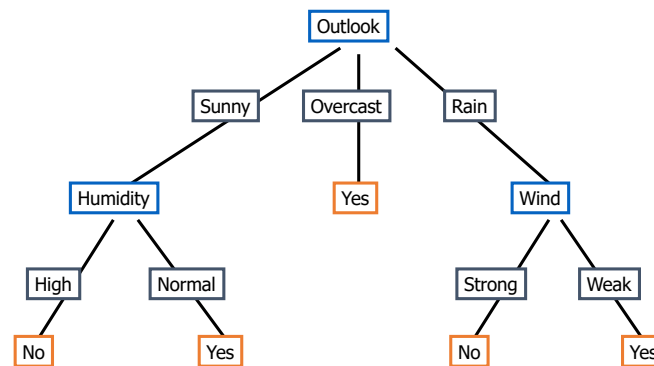 Outlook
Sunny
Overcast
Rain
Humidity
Yes
Wind
High
Normal
Strong
Weak
No
Yes
No
Yes